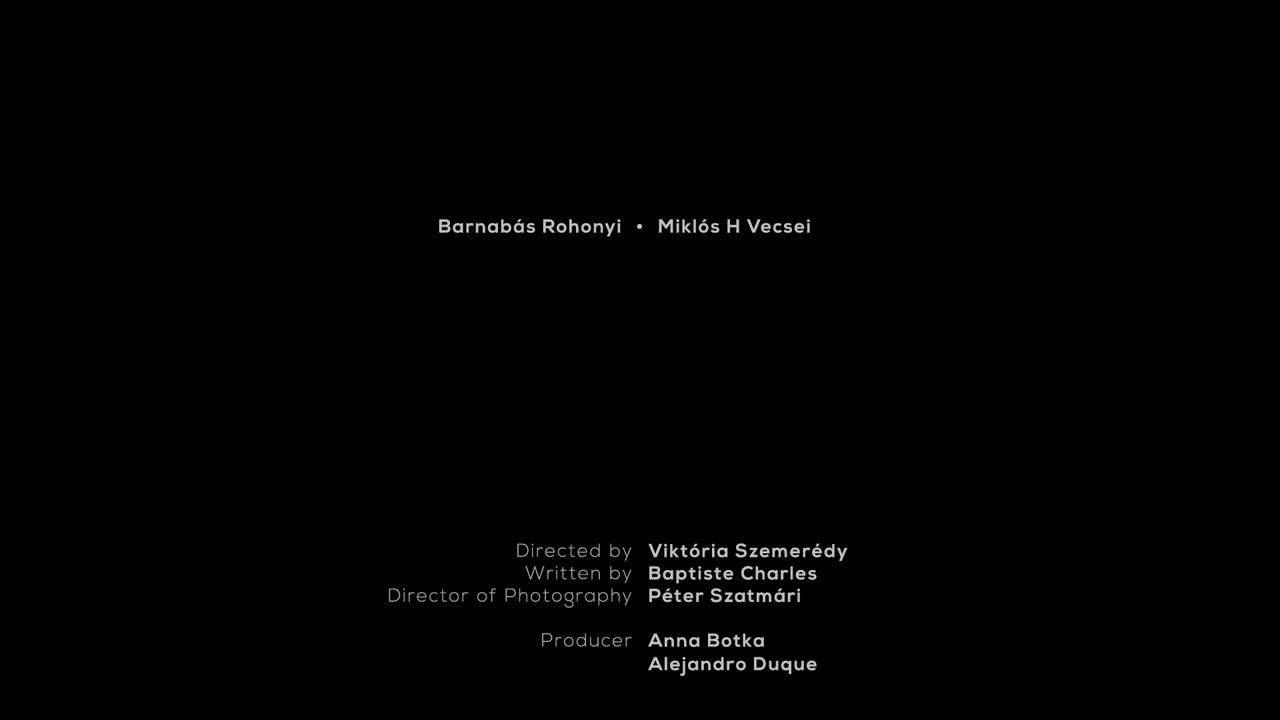 Barnabás Rohonyi • Miklós H Vecsei
Directed by Viktória Szemerédy
Written by Baptiste Charles
Director of Photography Péter Szatmári
Producer Anna Botka
Alejandro Duque